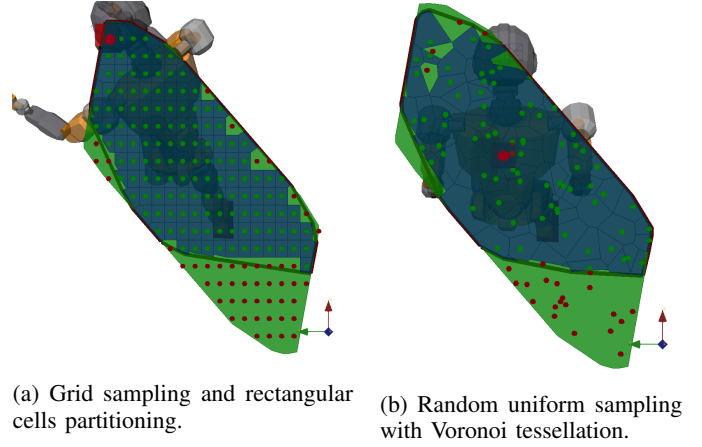 (a) Grid sampling and rectangular
cells partitioning.
(b) Random uniform sampling
with Voronoi tessellation.